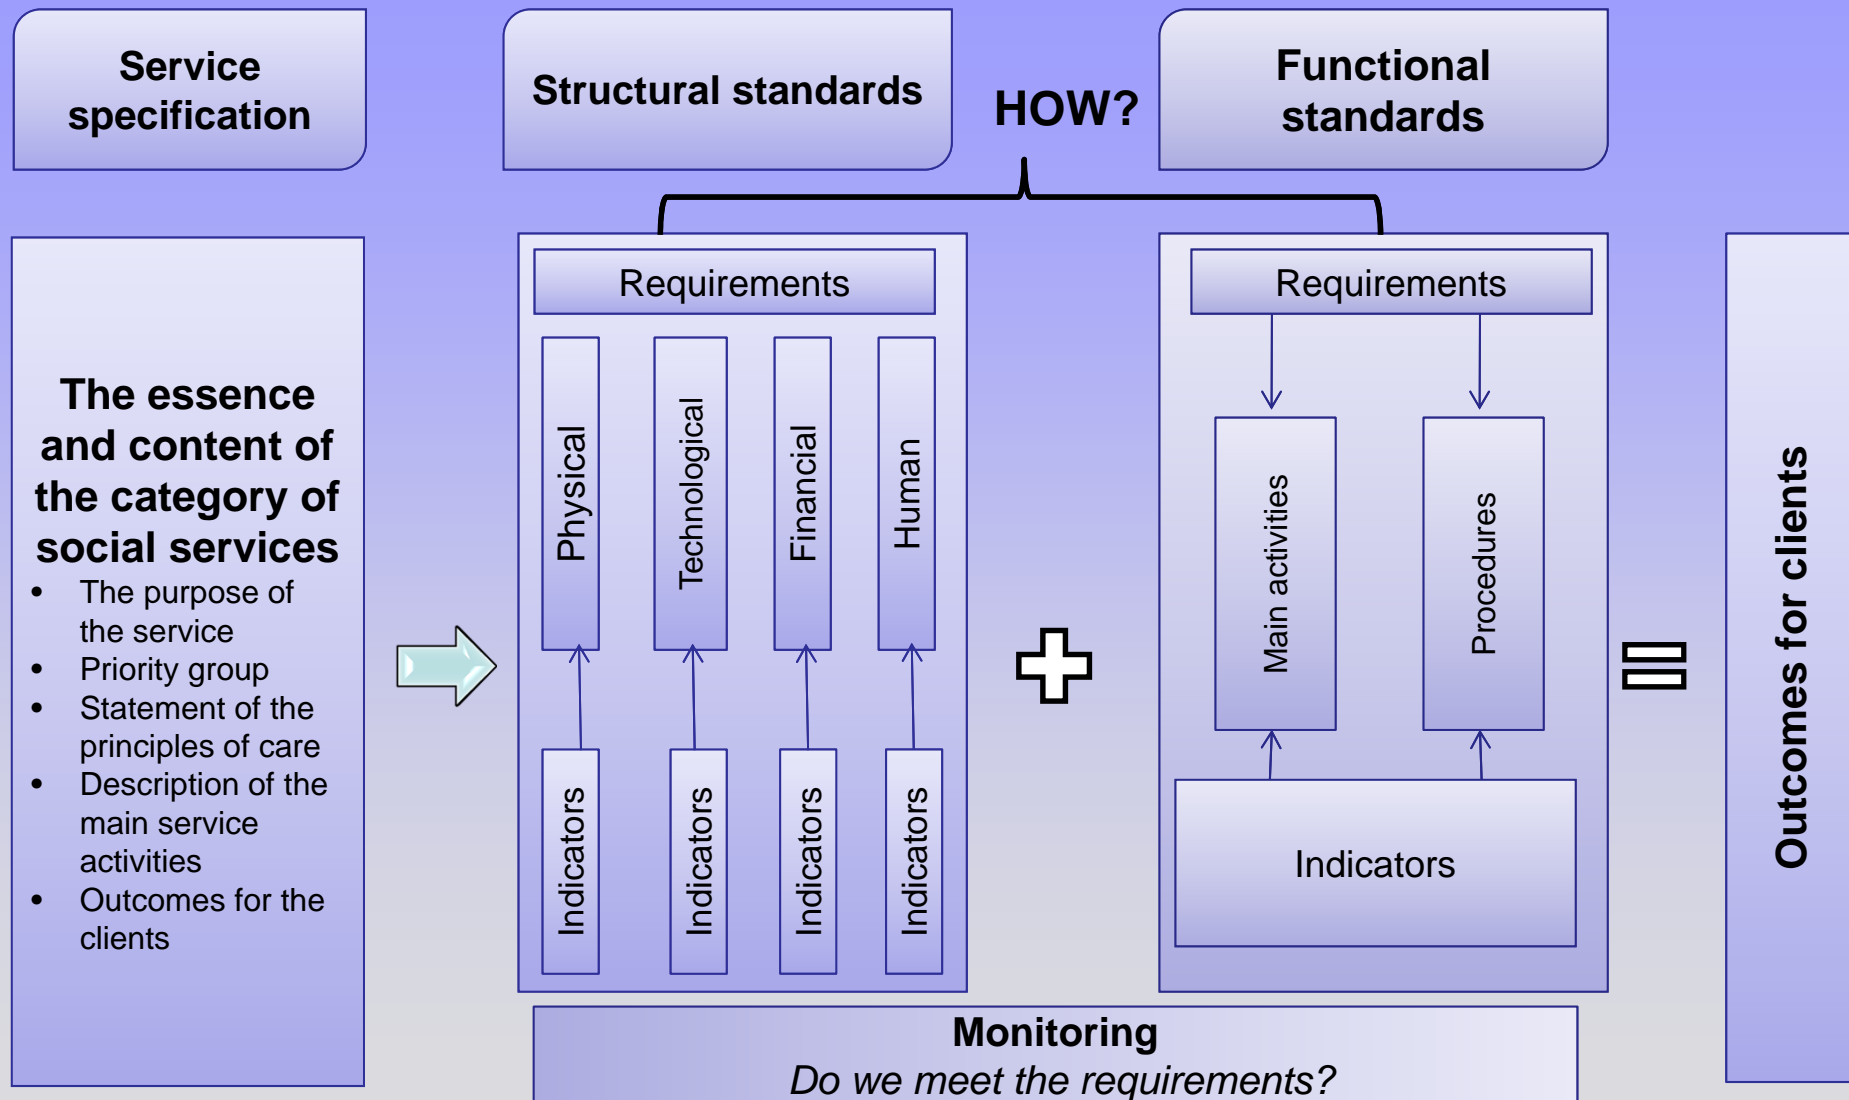 Service
specification
Structural standards
HOW?
Functional
standards
The essence
and content of
the category of
social services
• The purpose of
the service
• Priority group
• Statement of the
principles of care
• Description of the
main service
activities
• Outcomes for the
clients
Requirements
Physical
Technological
Financial
Human
Indicators
Indicators
Indicators
Indicators
Requirements
Main activities
Procedures
Indicators
Outcomes for clients
Monitoring
Do we meet the requirements?